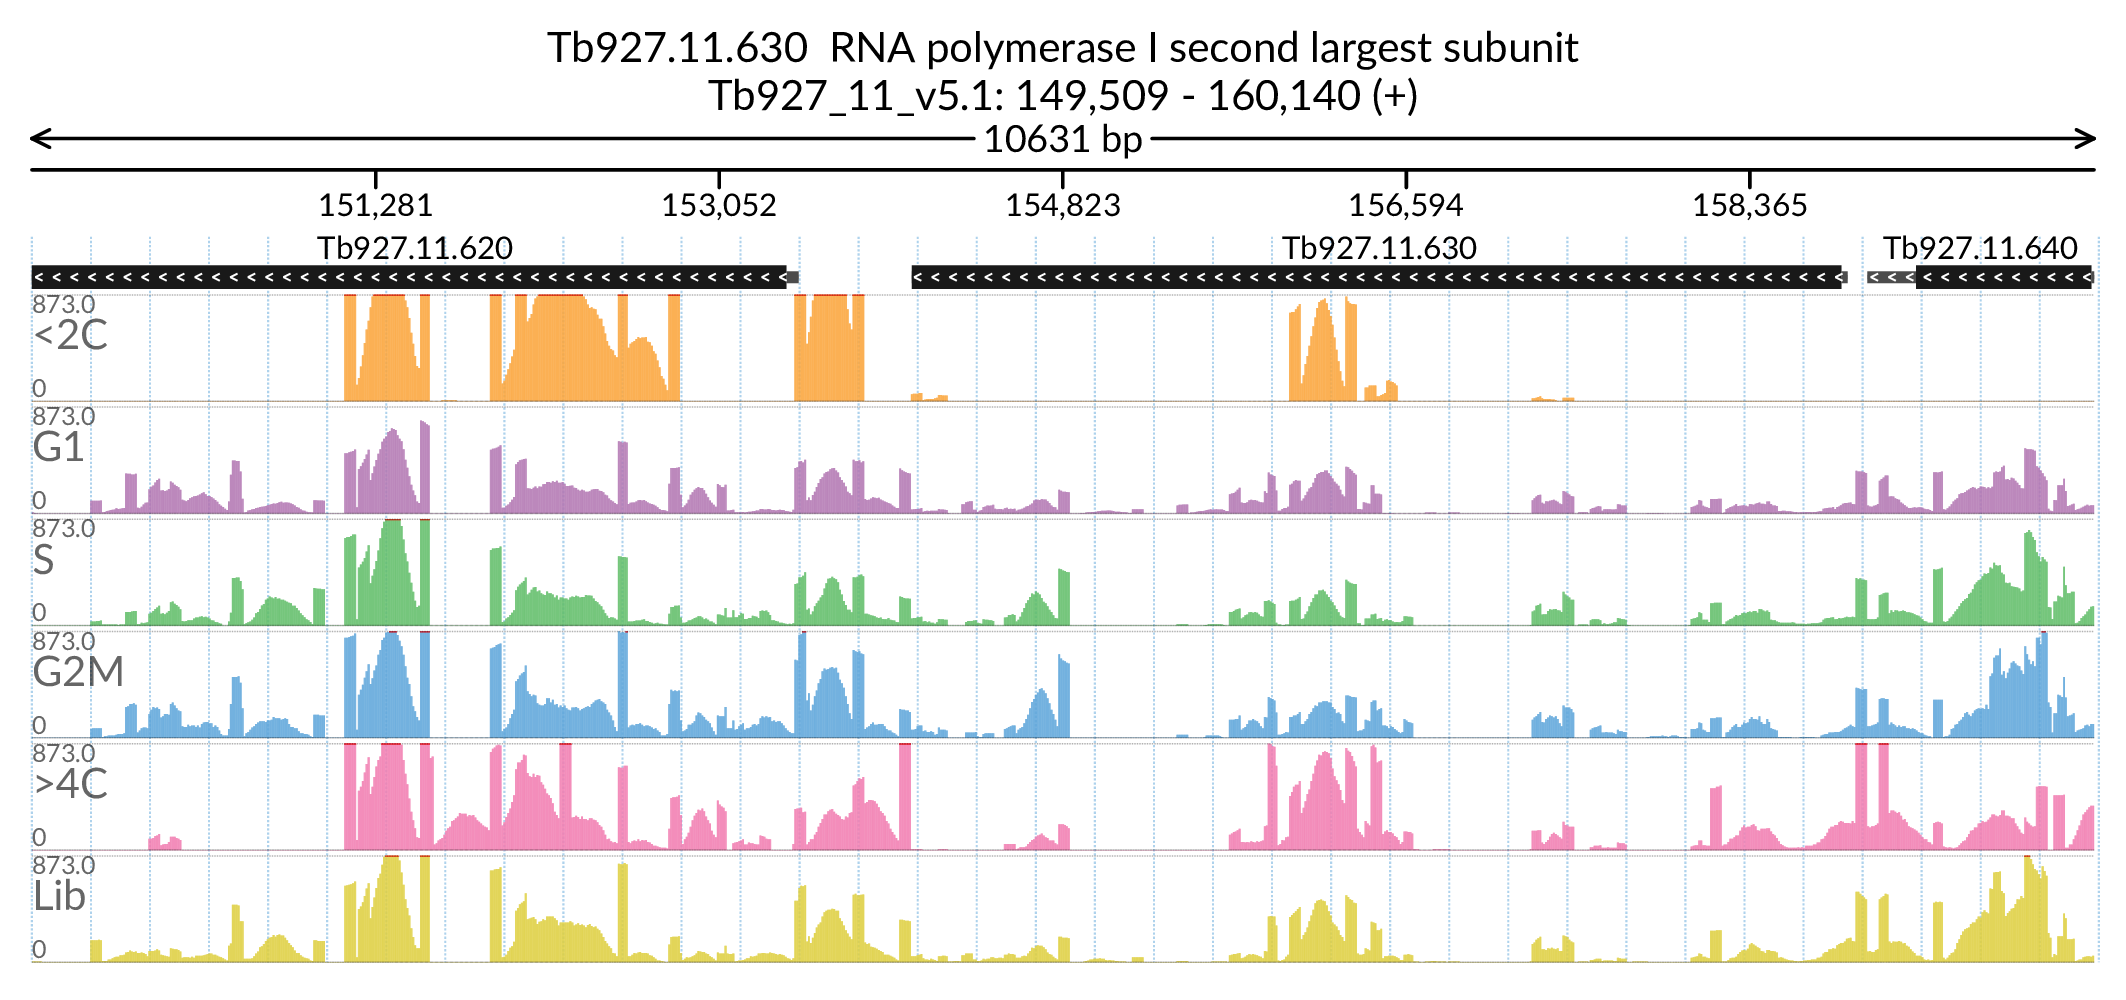 Tb927.11.630 RNA polymerase I second largest subunit
Tb927_11_v5.1: 149,509 - 160,140 (+)
10631 bp
151,281 153,052 154,823 156,594 158,365
Tb927.11.620 Tb927.11.630 Tb927.11.640
873.0
<2C
0
873.0
G1
0
873.0
S
0
873.0
G2M
0
873.0
>4C
0
873.0
Lib
0